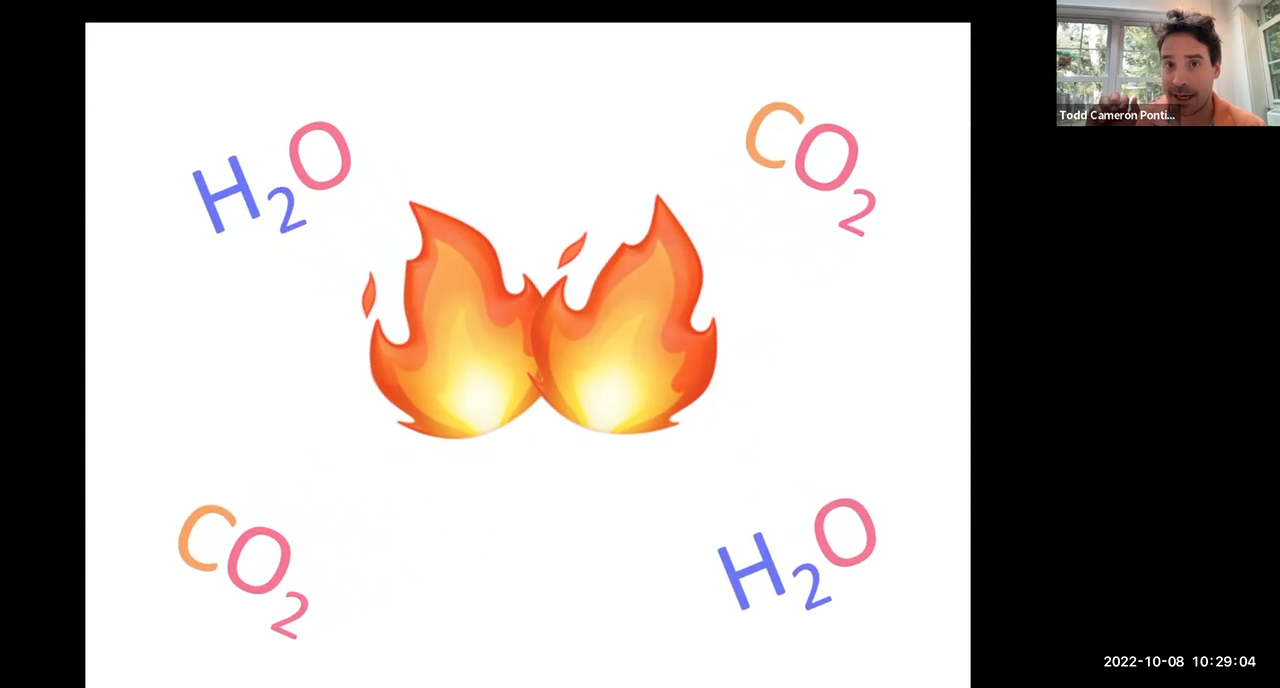 H₂O
CO₂
Todd Cameron Ponti...
CO₂
H₂O
2022-10-08 10:29:04